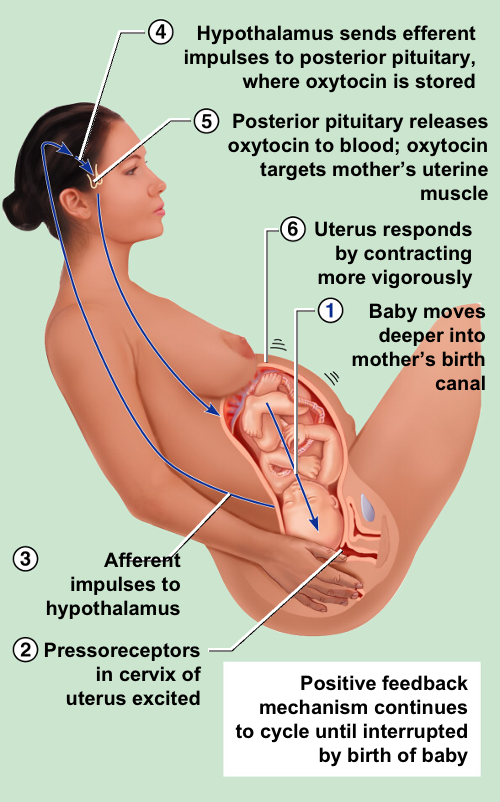 4 Hypothalamus sends efferent
impulses to posterior pituitary,
where oxytocin is stored
5 Posterior pituitary releases
oxytocin to blood; oxytocin
targets mother's uterine
muscle
6 Uterus responds
by contracting
more vigorously
1 Baby moves
deeper into
mother's birth
canal
3 Afferent
impulses to
hypothalamus
2 Pressoreceptors
in cervix of
uterus excited
Positive feedback
mechanism continues
to cycle until interrupted
by birth of baby